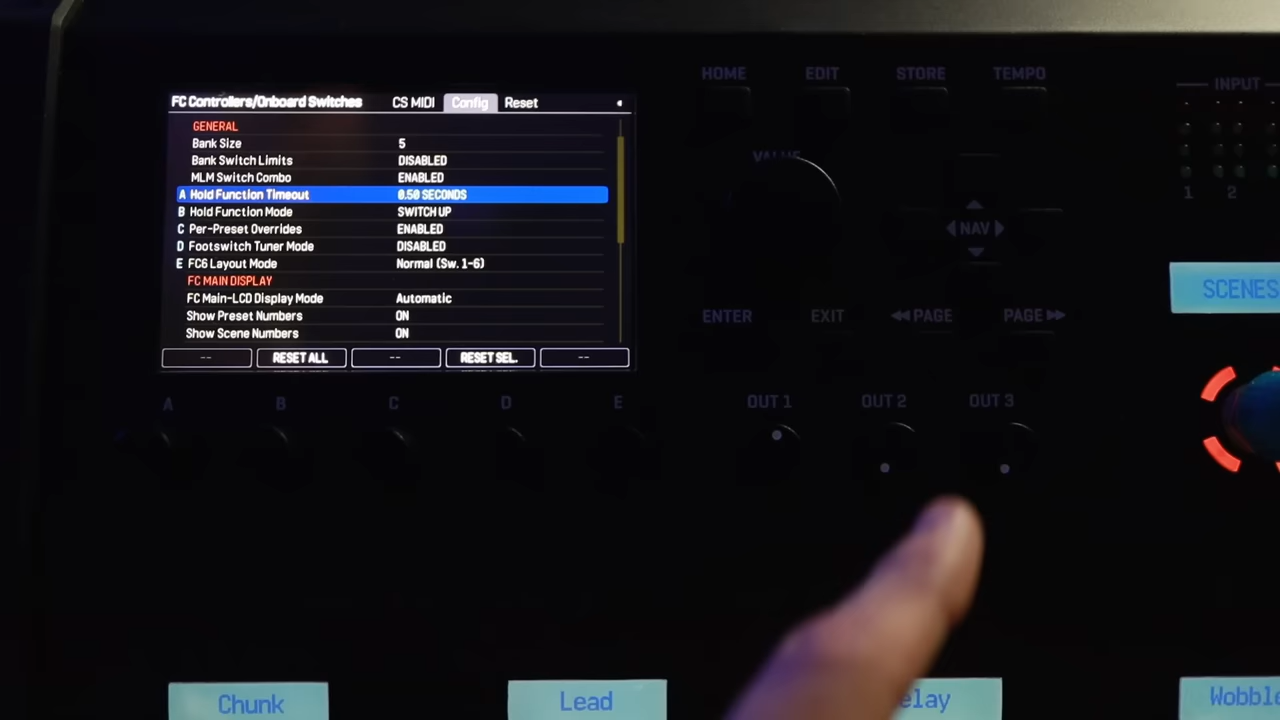 FC Controllers/Onboard Switches CS MIDI Config Reset
GENERAL
Bank Size 5
Bank Switch Limits DISABLED
MLM Switch Combo ENABLED
A Hold Function Timeout 0.50 SECONDS
B Hold Function Mode SWITCH UP
C Per-Preset Overrides ENABLED
D Footswitch Tuner Mode DISABLED
E FC6 Layout Mode Normal (Sw. 1-6)
FC MAIN DISPLAY
FC Main-LCD Display Mode Automatic
Show Preset Numbers ON
Show Scene Numbers ON
-- RESET ALL -- RESET SEL. --
A B C D E
HOME EDIT STORE TEMPO
VALUE
NAV
ENTER EXIT PAGE PAGE
OUT 1 OUT 2 OUT 3
INPUT
1 2
SCENES
Chunk Lead elay Wobble